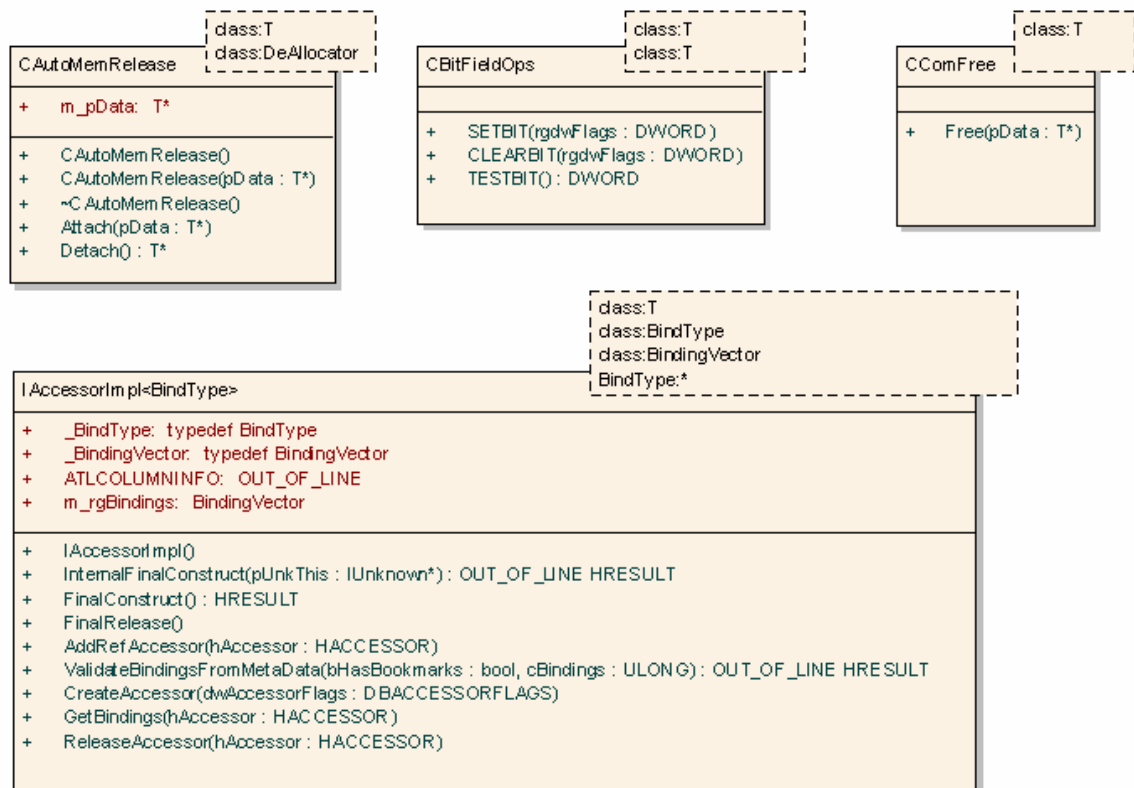 class:T
class:DeAllocator
CAutoMemRelease
+ m_pData: T*
+ CAutoMemRelease()
+ CAutoMemRelease(pData : T*)
+ ~CAutoMemRelease()
+ Attach(pData : T*)
+ Detach() : T*
class:T
class:T
CBitFieldOps
+ SETBIT(rgdwFlags : DWORD)
+ CLEARBIT(rgdwFlags : DWORD)
+ TESTBIT() : DWORD
class:T
CComFree
+ Free(pData : T*)
class:T
class:BindType
class:BindingVector
BindType:*
IAccessorImpl<BindType>
+ _BindType: typedef BindType
+ _BindingVector: typedef BindingVector
+ ATLCOLUMNINFO: OUT_OF_LINE
+ m_rgBindings: BindingVector
+ IAccessorImpl()
+ InternalFinalConstruct(pUnkThis : IUnknown*) : OUT_OF_LINE HRESULT
+ FinalConstruct() : HRESULT
+ FinalRelease()
+ AddRefAccessor(hAccessor : HACCESSOR)
+ ValidateBindingsFromMetaData(bHasBookmarks : bool, cBindings : ULONG) : OUT_OF_LINE HRESULT
+ CreateAccessor(dwAccessorFlags : DBACCESSORFLAGS)
+ GetBindings(hAccessor : HACCESSOR)
+ ReleaseAccessor(hAccessor : HACCESSOR)